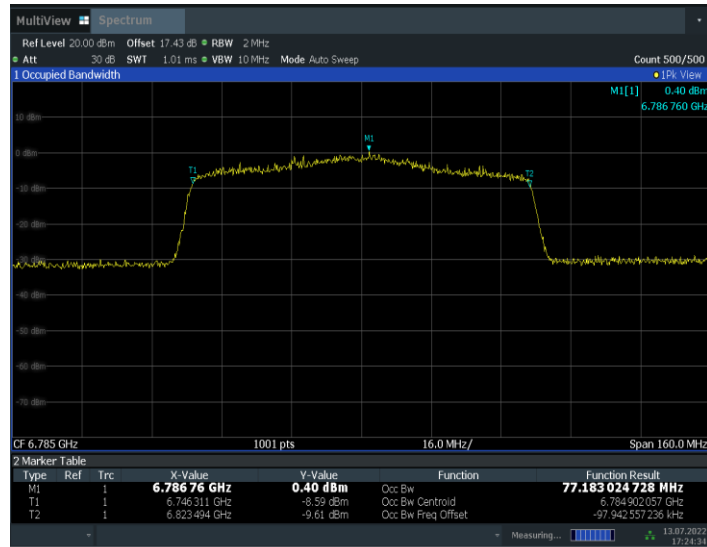 MultiView Spectrum
Ref Level 20.00 dBm Offset 17.43 dB RBW 2 MHz
Att 30 dB SWT 1.01 ms VBW 10 MHz Mode Auto Sweep Count 500/500
1 Occupied Bandwidth 1Pk View
M1[1] 0.40 dBm
6.786 760 GHz
10 dBm
M1
0 dBm
T1 T2
-10 dBm
-20 dBm
-30 dBm
-40 dBm
-50 dBm
-60 dBm
-70 dBm
CF 6.785 GHz 1001 pts 16.0 MHz/ Span 160.0 MHz
2 Marker Table
Type Ref Trc X-Value Y-Value Function Function Result
M1 1 6.786 76 GHz 0.40 dBm Occ Bw 77.183 024 728 MHz
T1 1 6.746 311 GHz -8.59 dBm Occ Bw Centroid 6.784 902 057 GHz
T2 1 6.823 494 GHz -9.61 dBm Occ Bw Freq Offset -97.942 557 236 kHz
Measuring... 13.07.2022
17:24:34